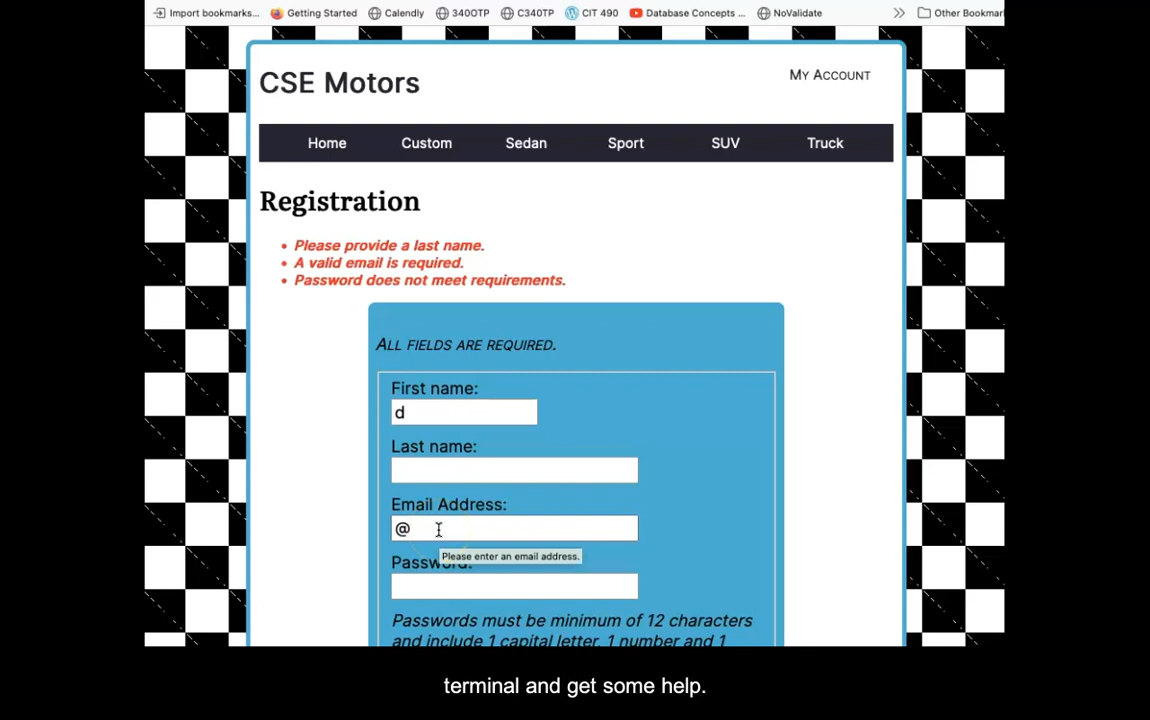 Import bookmarks... Getting Started Calendly 340OTP C340TP CIT 490 Database Concepts ... NoValidate Other Bookmar
CSE Motors
MY ACCOUNT
Home Custom Sedan Sport SUV Truck
Registration
• Please provide a last name.
• A valid email is required.
• Password does not meet requirements.
ALL FIELDS ARE REQUIRED.
First name:
d
Last name:
Email Address:
@
Please enter an email address.
Password:
Passwords must be minimum of 12 characters
and include 1 capital letter, 1 number and 1
terminal and get some help.